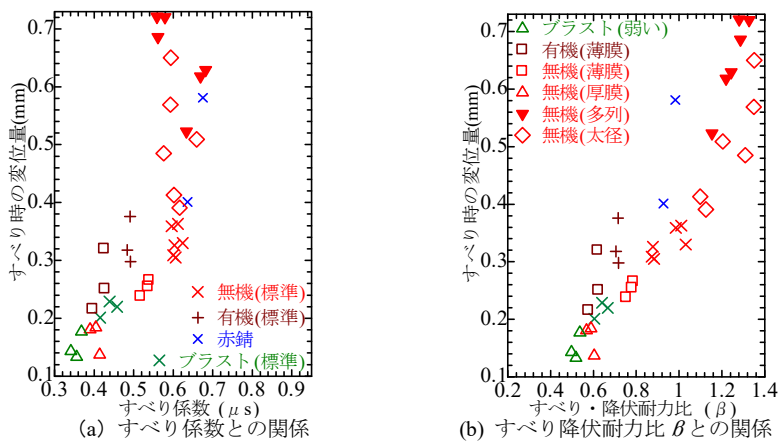 0.7
0.6
0.5
0.4
0.3
0.2
0.1
すべり時の変位量(mm)
0.3 0.4 0.5 0.6 0.7 0.8 0.9
すべり係数 (μs)
無機(標準)
有機(標準)
赤錆
ブラスト(標準)
(a) すべり係数との関係
0.7
0.6
0.5
0.4
0.3
0.2
0.1
すべり時の変位量(mm)
0.2 0.4 0.6 0.8 1 1.2 1.4
すべり・降伏耐力比 (β)
ブラスト(弱い)
有機(薄膜)
無機(薄膜)
無機(厚膜)
無機(多列)
無機(太径)
(b) すべり降伏耐力比βとの関係